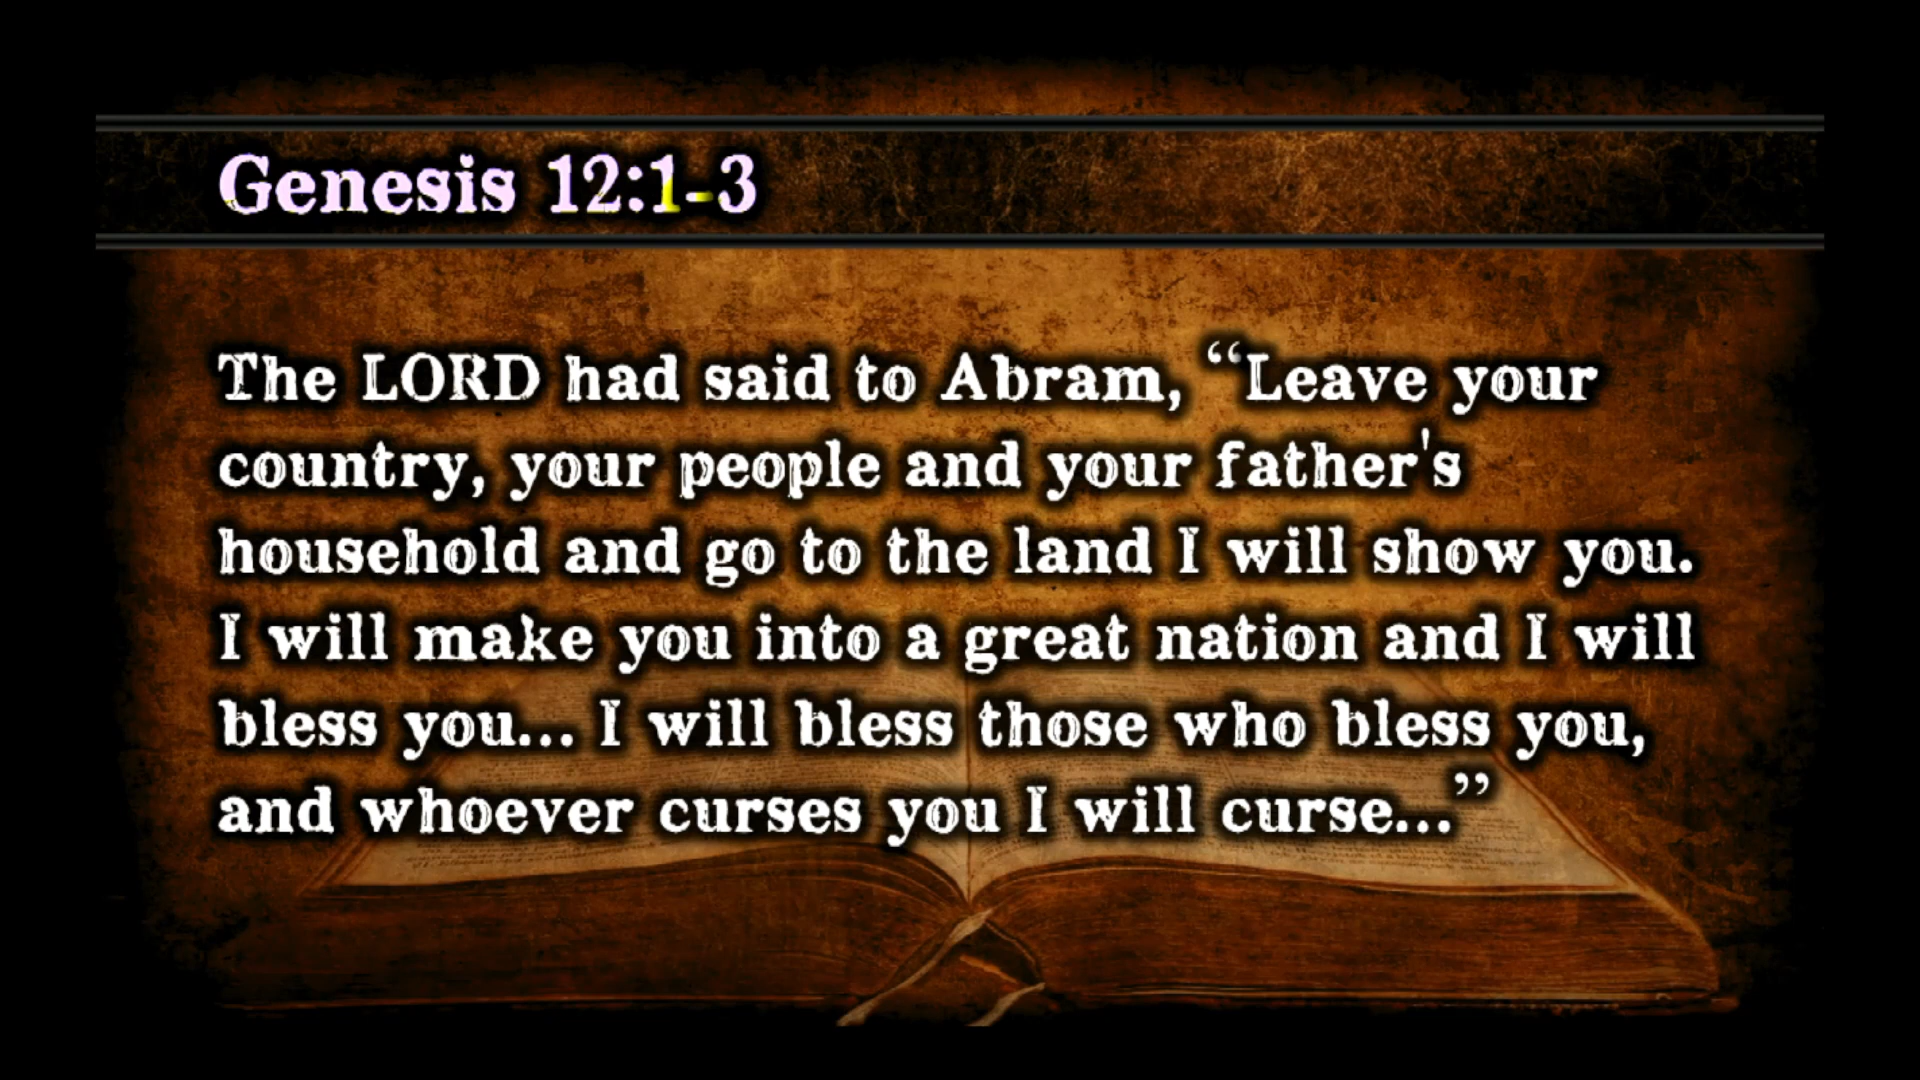 Genesis 12:1-3
The LORD had said to Abram, “Leave your
country, your people and your father's
household and go to the land I will show you.
I will make you into a great nation and I will
bless you... I will bless those who bless you,
and whoever curses you I will curse...”